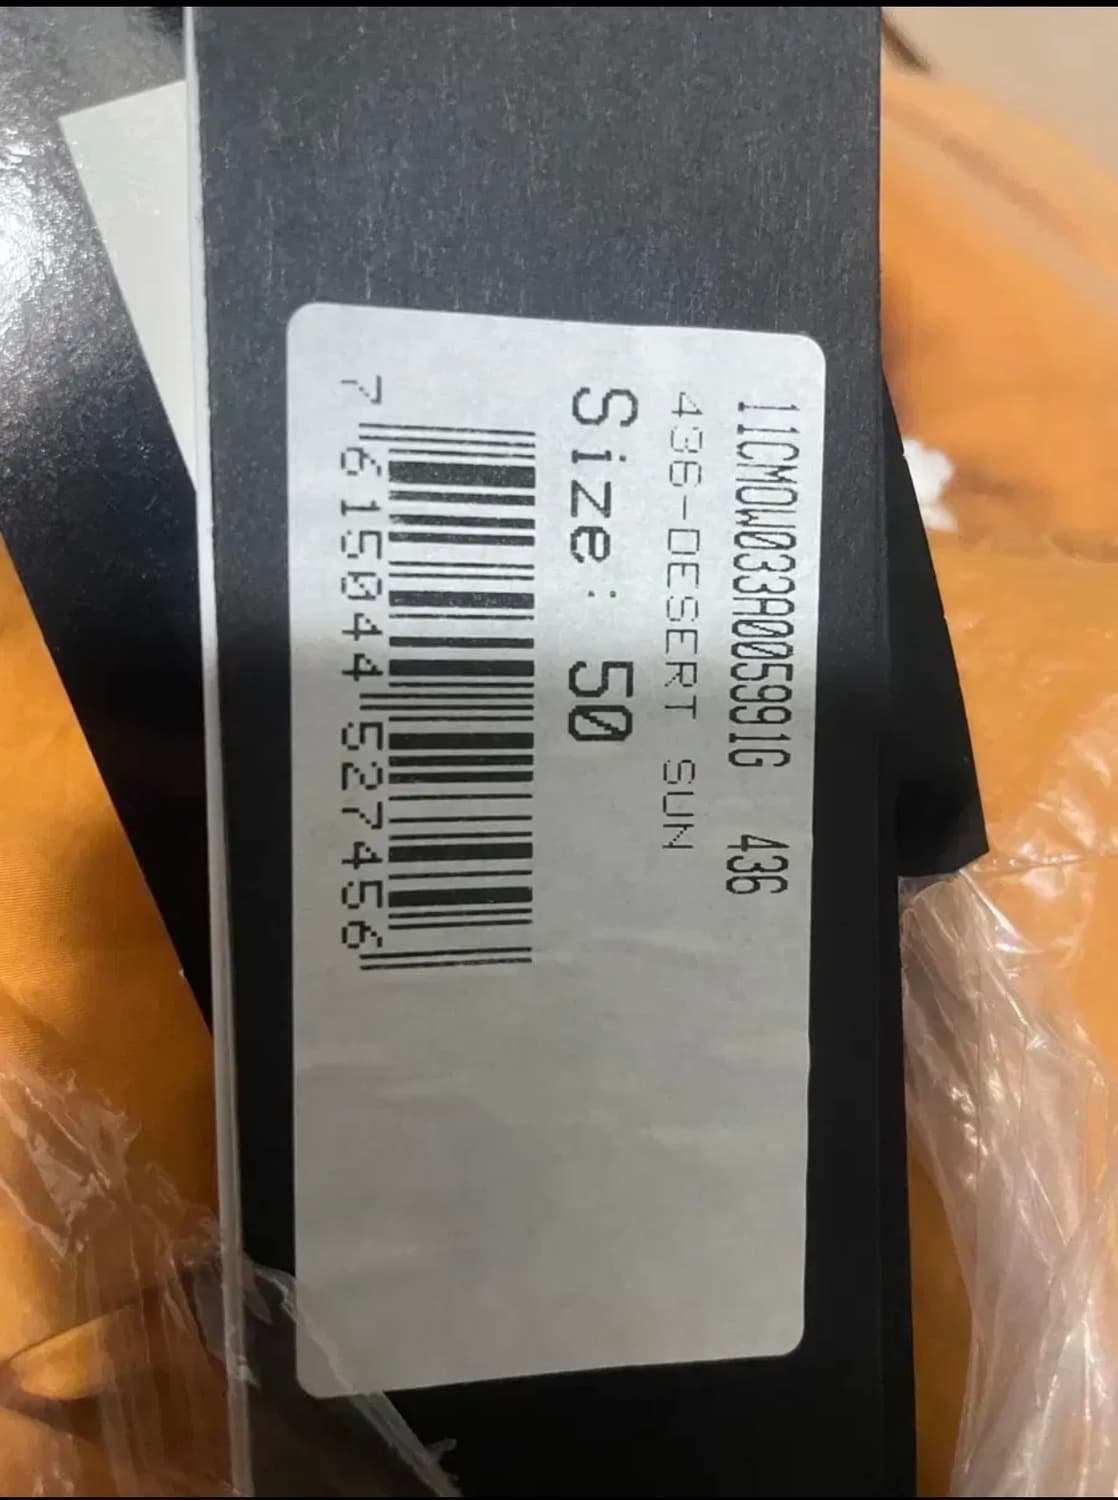 11CMOW033A005991G 436
436-DESERT SUN
Size: 50
7 615044 527456